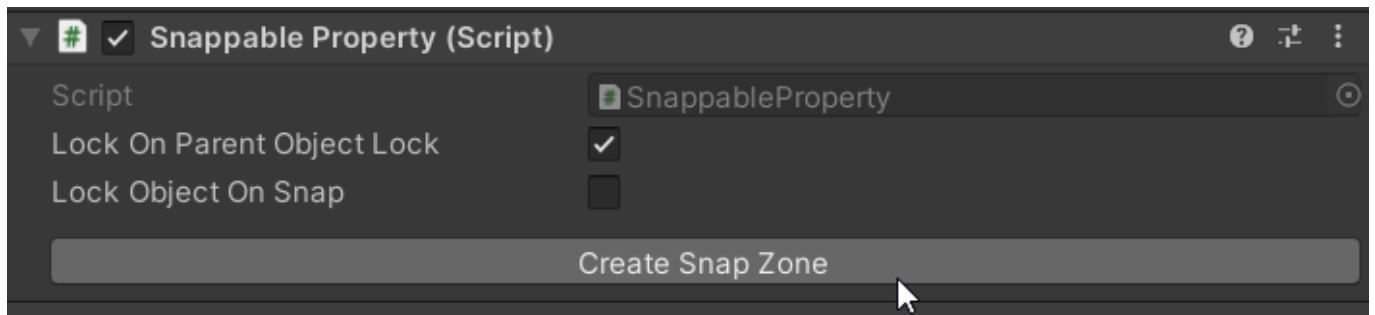 Snappable Property (Script)
Script SnappableProperty
Lock On Parent Object Lock
Lock Object On Snap
Create Snap Zone